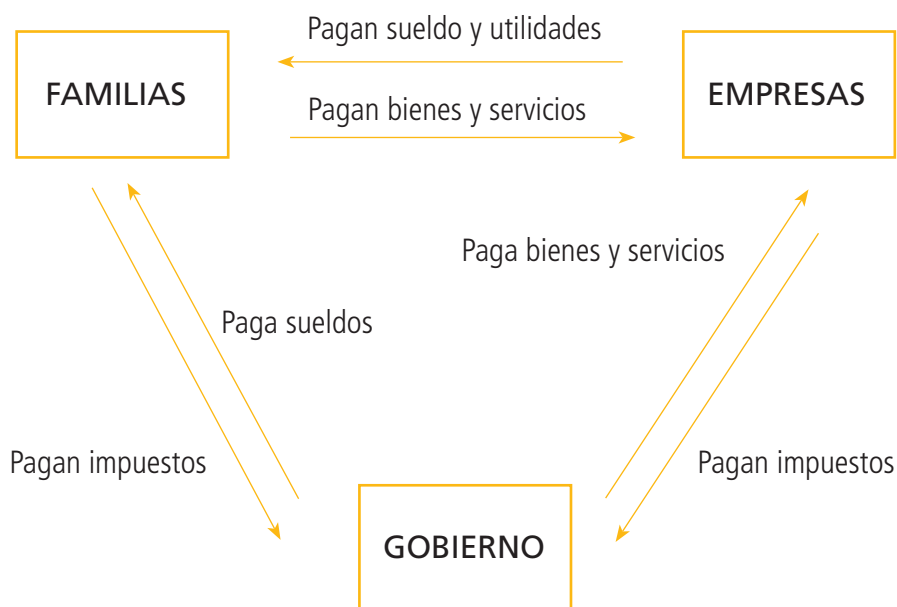 Pagan sueldo y utilidades
FAMILIAS
EMPRESAS
Pagan bienes y servicios
Paga bienes y servicios
Paga sueldos
Pagan impuestos
Pagan impuestos
GOBIERNO